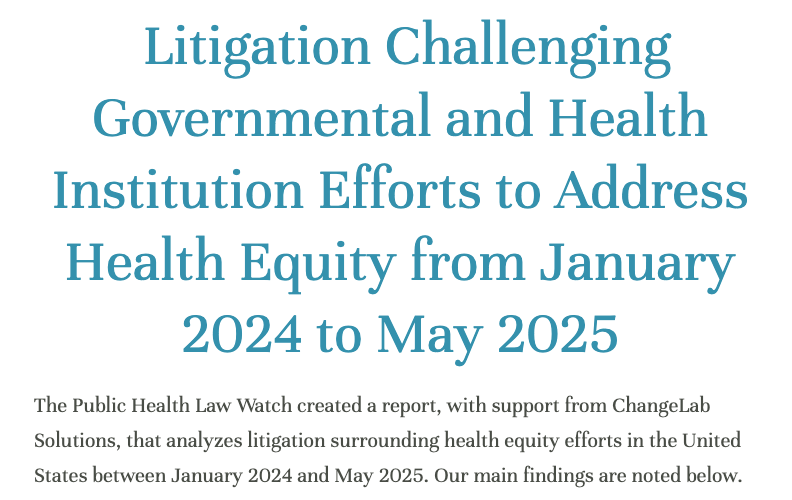 Litigation Challenging
Governmental and Health
Institution Efforts to Address
Health Equity from January
2024 to May 2025
The Public Health Law Watch created a report, with support from ChangeLab
Solutions, that analyzes litigation surrounding health equity efforts in the United
States between January 2024 and May 2025. Our main findings are noted below.